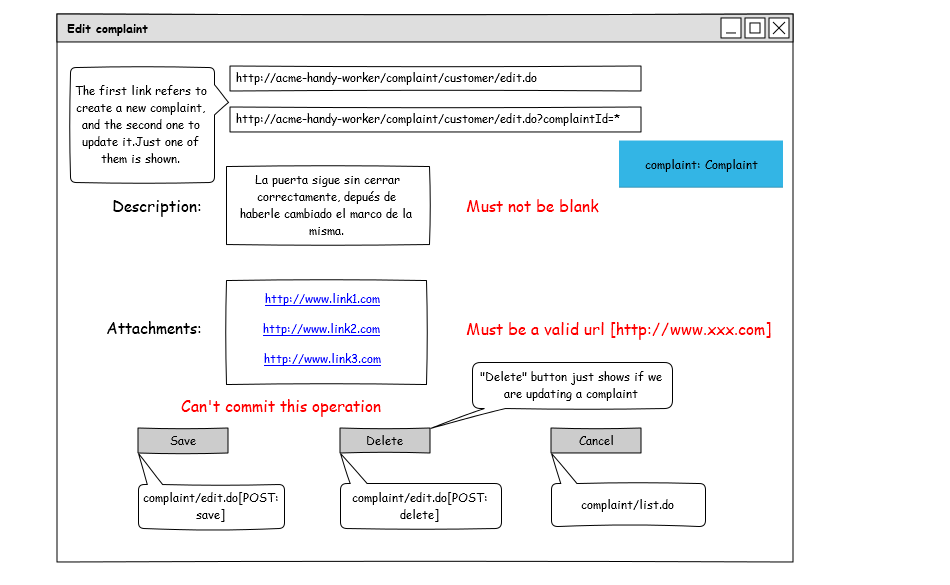 Edit complaint
The first link refers to
create a new complaint,
and the second one to
update it.Just one of
them is shown.
http://acme-handy-worker/complaint/customer/edit.do
http://acme-handy-worker/complaint/customer/edit.do?complaintId=*
complaint: Complaint
Description:
La puerta sigue sin cerrar
correctamente, depués de
haberle cambiado el marco de la
misma.
Must not be blank
Attachments:
http://www.link1.com
http://www.link2.com
http://www.link3.com
Must be a valid url [http://www.xxx.com]
"Delete" button just shows if we
are updating a complaint
Can't commit this operation
Save
Delete
Cancel
complaint/edit.do[POST:
save]
complaint/edit.do[POST:
delete]
complaint/list.do